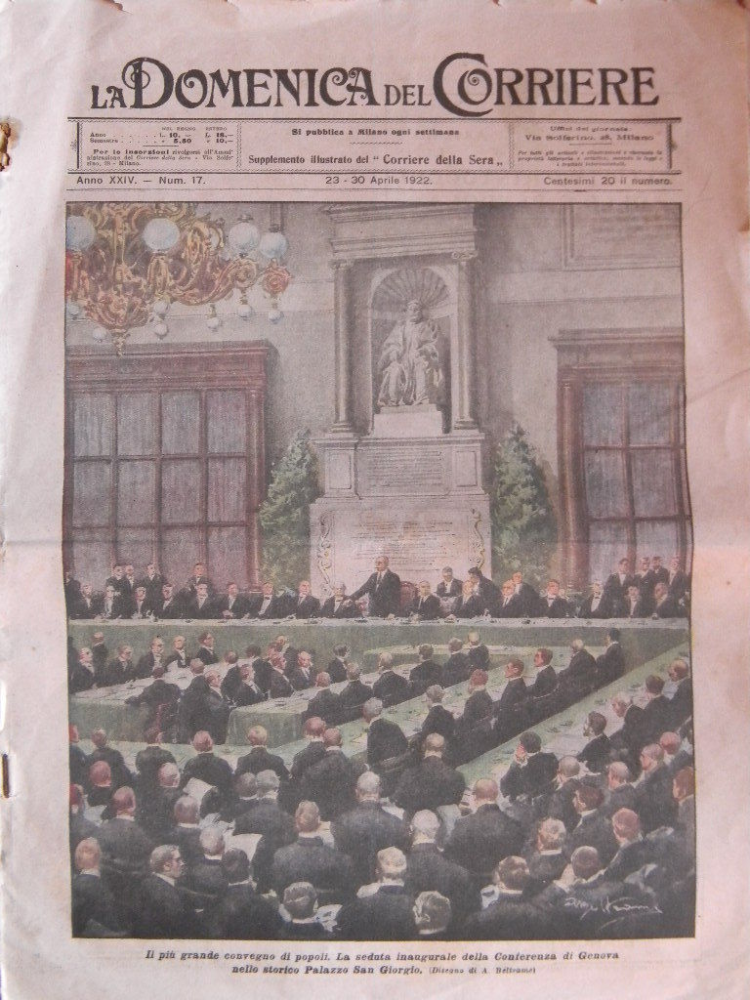 LA DOMENICA DEL CORRIERE
NEL REGNO ESTERO
Anno . . . . . . . L. 10,— L. 18,—
Semestre . . . . . » 5,50 » 10,—
Per le inserzioni rivolgersi all'Ammi-
nistrazione del Corriere della Sera - Via Solfe-
rino, 28 - Milano.
Si pubblica a Milano ogni settimana
Supplemento illustrato del " Corriere della Sera „
Uffici del giornale
Via Solferino, 28, Milano
Per tutti gli articoli e illustrazioni è riservata la
proprietà letteraria e artistica, secondo le leggi e
i trattati internazionali.
Anno XXIV. — Num. 17.
23 - 30 Aprile 1922.
Centesimi 20 il numero.
Il più grande convegno di popoli. La seduta inaugurale della Conferenza di Genova
nello storico Palazzo San Giorgio. (Disegno di A. Beltrame)